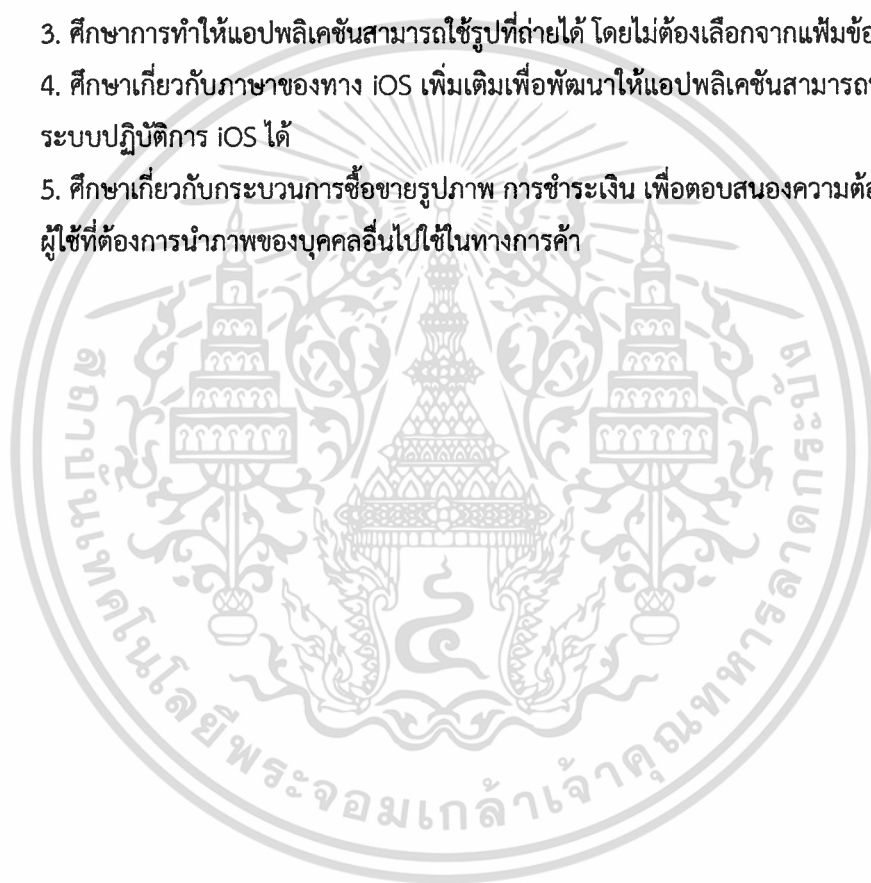 3. ศึกษาการทำให้แอปพลิเคชันสามารถใช้รูปที่ถ่ายได้ โดยไม่ต้องเลือกจากแฟ้มข้อ
4. ศึกษาเกี่ยวกับภาษาของทาง iOS เพิ่มเติมเพื่อพัฒนาให้แอปพลิเคชันสามารถ
ระบบปฏิบัติการ iOS ได้
5. ศึกษาเกี่ยวกับกระบวนการซื้อขายรูปภาพ การชำระเงิน เพื่อตอบสนองความต้อ
ผู้ใช้ที่ต้องการนำภาพของบุคคลอื่นไปใช้ในทางการค้า
สถาบันเทคโนโลยีพระจอมเกล้าเจ้าคุณทหารลาดกระบัง